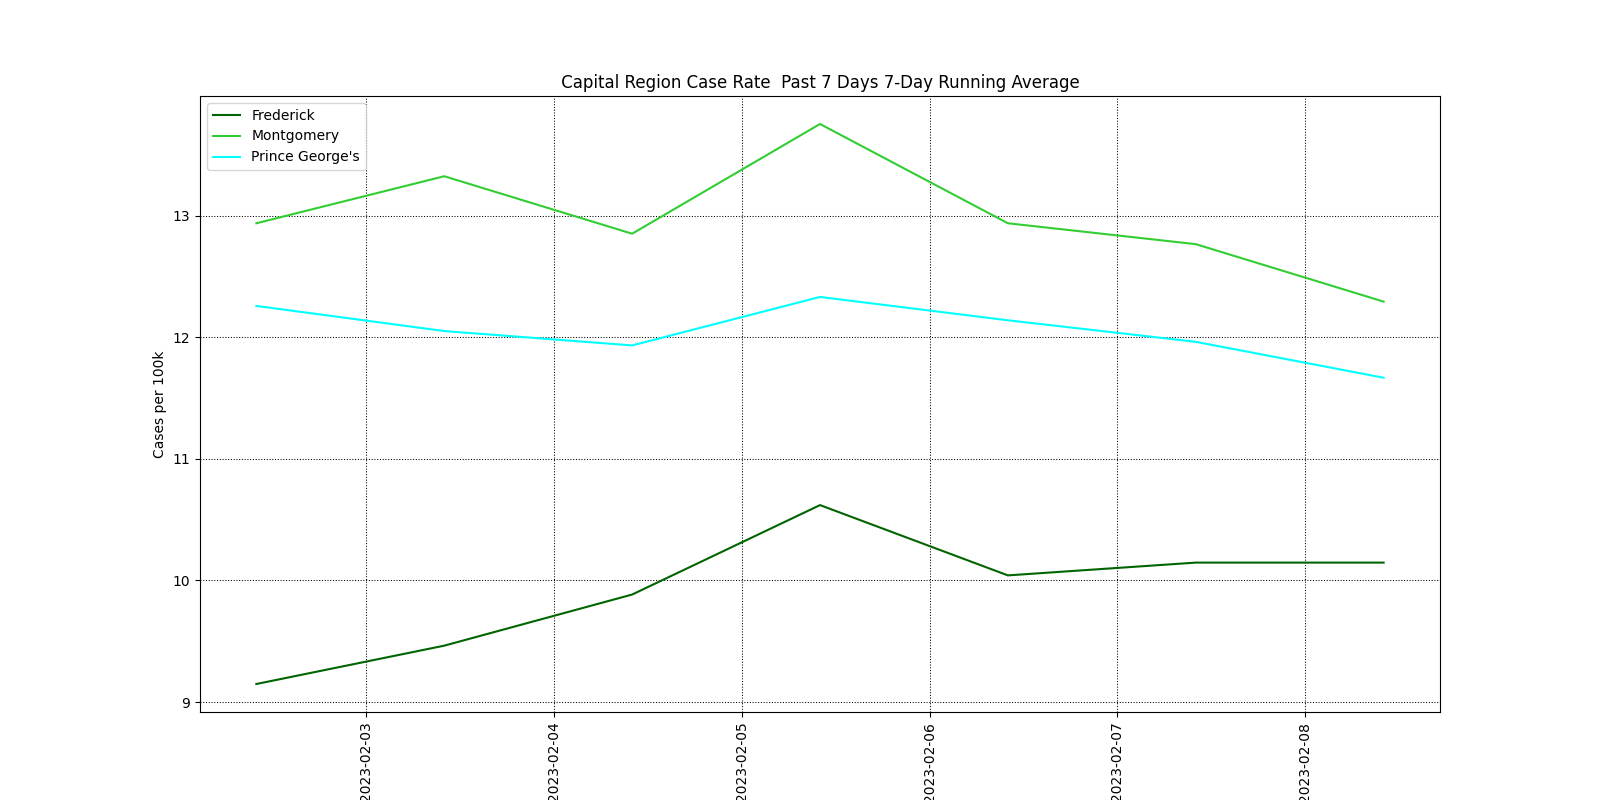 Capital Region Case Rate  Past 7 Days 7-Day Running Average
Frederick
Montgomery
Prince George's
Cases per 100k
13
12
11
10
9
2023-02-03
2023-02-04
2023-02-05
2023-02-06
2023-02-07
2023-02-08